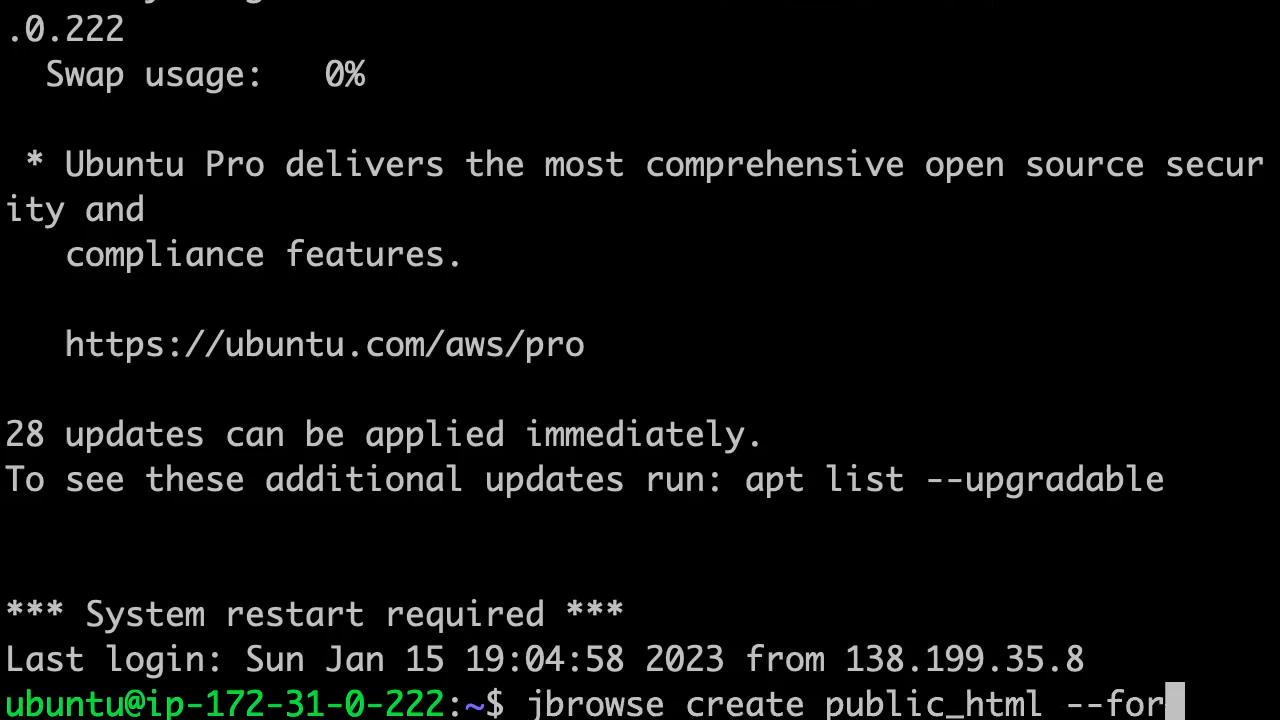 .0.222
  Swap usage:   0%
 * Ubuntu Pro delivers the most comprehensive open source secur
ity and
   compliance features.
   https://ubuntu.com/aws/pro
28 updates can be applied immediately.
To see these additional updates run: apt list --upgradable
*** System restart required ***
Last login: Sun Jan 15 19:04:58 2023 from 138.199.35.8
ubuntu@ip-172-31-0-222:~$ jbrowse create public_html --for